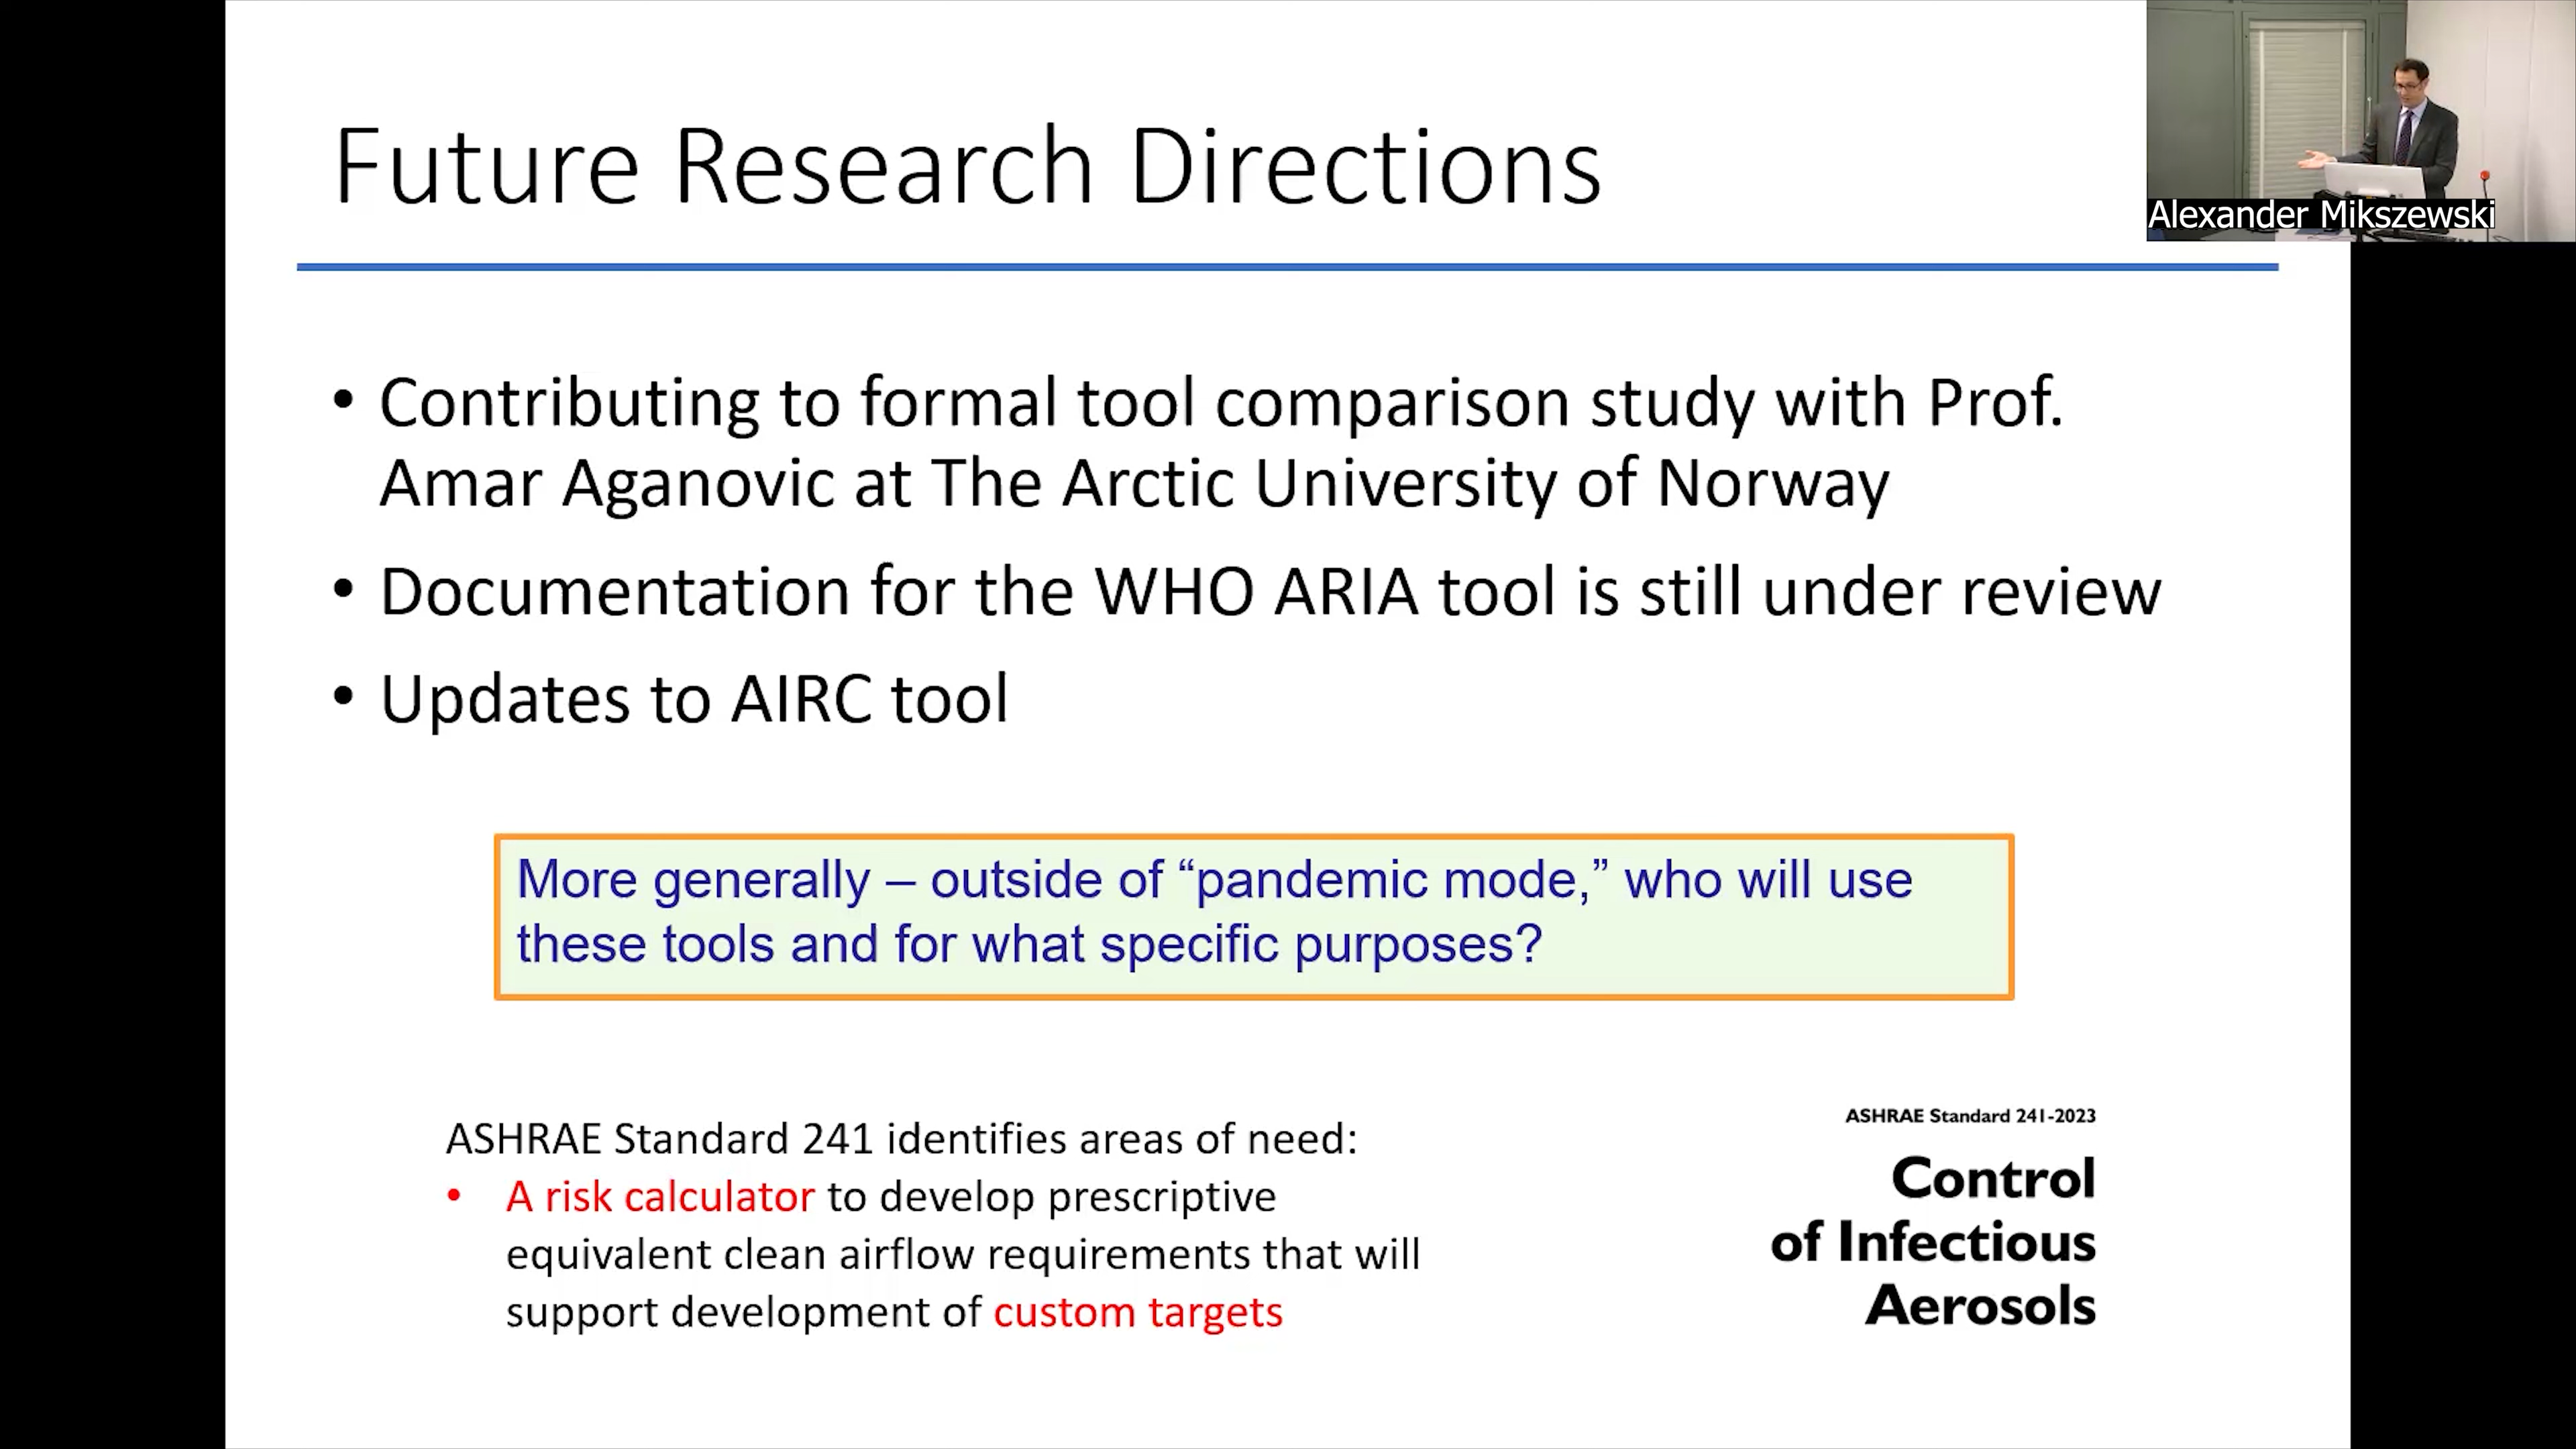 Future Research Directions
Alexander Mikszewski
• Contributing to formal tool comparison study with Prof.
Amar Aganovic at The Arctic University of Norway
• Documentation for the WHO ARIA tool is still under review
• Updates to AIRC tool
More generally – outside of “pandemic mode,” who will use
these tools and for what specific purposes?
ASHRAE Standard 241 identifies areas of need:
• A risk calculator to develop prescriptive
equivalent clean airflow requirements that will
support development of custom targets
ASHRAE Standard 241-2023
Control
of Infectious
Aerosols